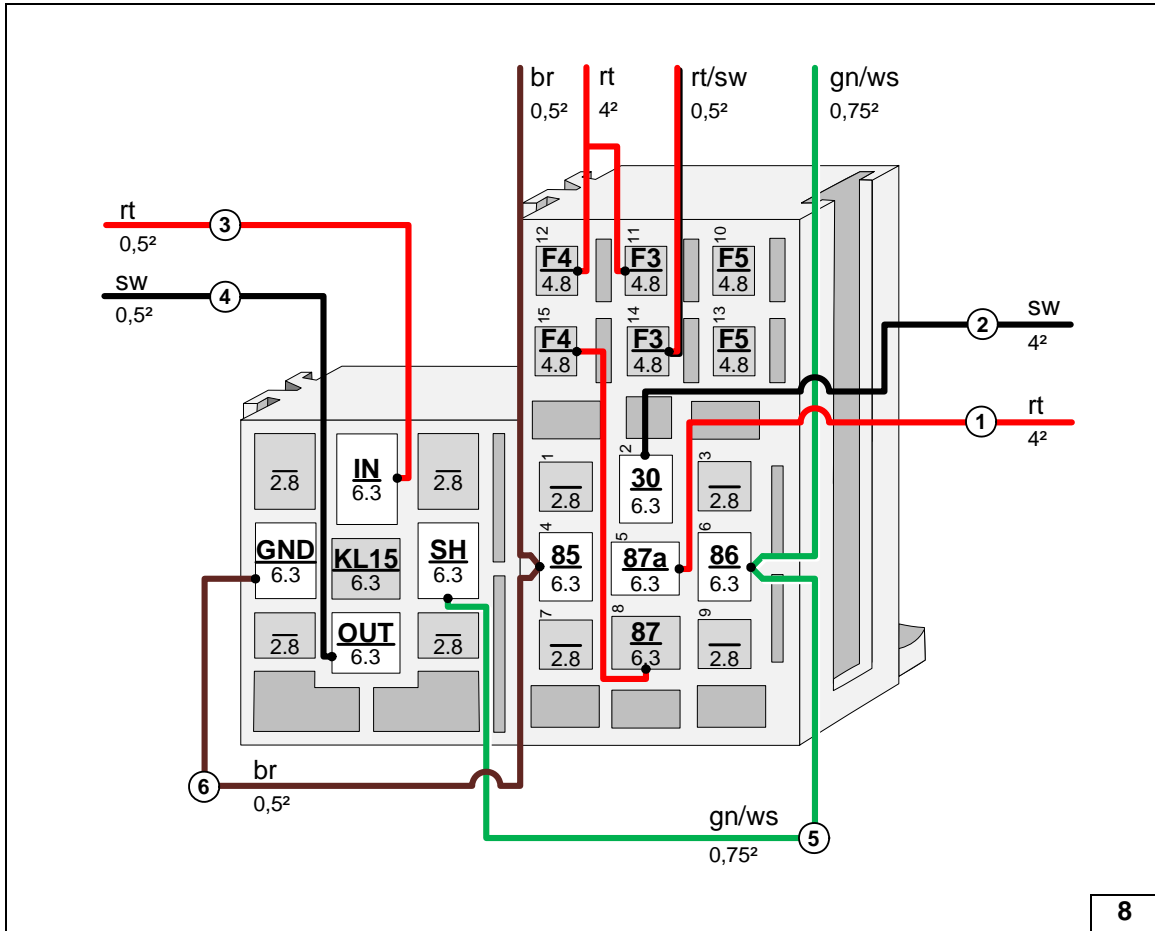 br rt rt/sw gn/ws
0,5² 4² 0,5² 0,75²
rt 3
0,5²
sw 4
0,5²
12 11 10
F4 F3 F5
4.8 4.8 4.8
15 14 13
F4 F3 F5
4.8 4.8 4.8
2 sw
4²
1 rt
4²
1 2 3
— 30 —
2.8 6.3 2.8
— IN —
2.8 6.3 2.8
4 5 6
85 87a 86
6.3 6.3 6.3
GND KL15 SH
6.3 6.3 6.3
7 8 9
— 87 —
2.8 6.3 2.8
— OUT —
2.8 6.3 2.8
6 br
0,5²
gn/ws 5
0,75²
8